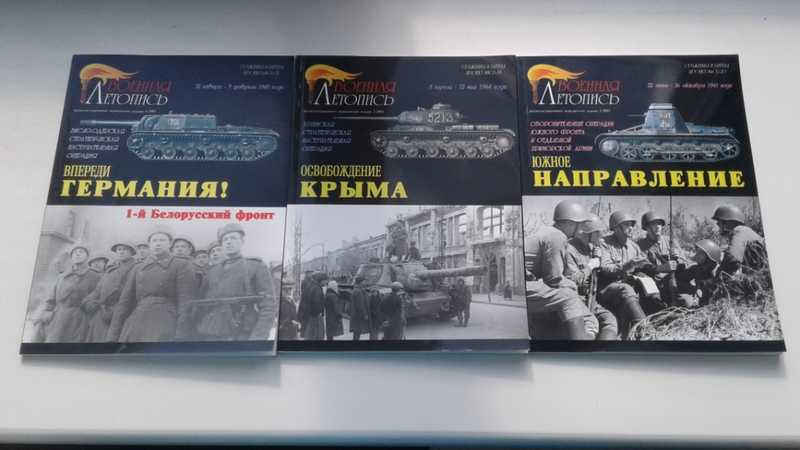 ВОЕННАЯ
ЛЕТОПИСЬ
12 января - 3 февраля 1945 года
ВИСЛО-ОДЕРСКАЯ
СТРАТЕГИЧЕСКАЯ
НАСТУПАТЕЛЬНАЯ
ОПЕРАЦИЯ
ВПЕРЕДИ
ГЕРМАНИЯ!
1-й Белорусский фронт
ВОЕННАЯ
ЛЕТОПИСЬ
8 апреля - 12 мая 1944 года
КРЫМСКАЯ
СТРАТЕГИЧЕСКАЯ
НАСТУПАТЕЛЬНАЯ
ОПЕРАЦИЯ
5213
ОСВОБОЖДЕНИЕ
КРЫМА
ВОЕННАЯ
ЛЕТОПИСЬ
22 июня - 16 октября 1941 года
ОБОРОНИТЕЛЬНЫЕ ОПЕРАЦИИ
ЮЖНОГО ФРОНТА
И ОТДЕЛЬНОЙ
ПРИМОРСКОЙ АРМИИ
ЮЖНОЕ
НАПРАВЛЕНИЕ